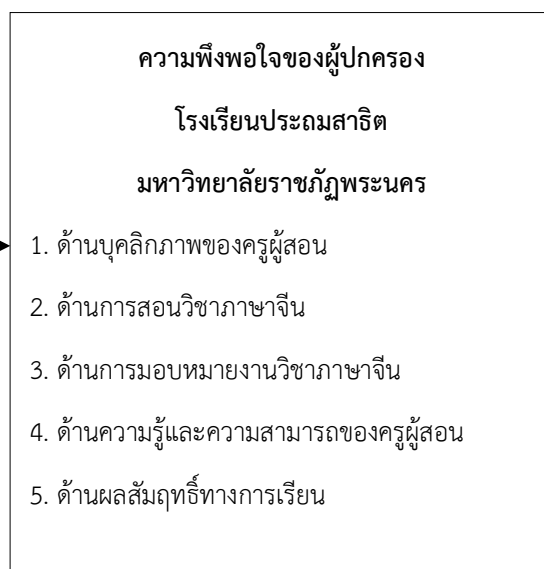 ความพึงพอใจของผู้ปกครอง
โรงเรียนประถมสาธิต
มหาวิทยาลัยราชภัฏพระนคร
1. ด้านบุคลิกภาพของครูผู้สอน
2. ด้านการสอนวิชาภาษาจีน
3. ด้านการมอบหมายงานวิชาภาษาจีน
4. ด้านความรู้และความสามารถของครูผู้สอน
5. ด้านผลสัมฤทธิ์ทางการเรียน